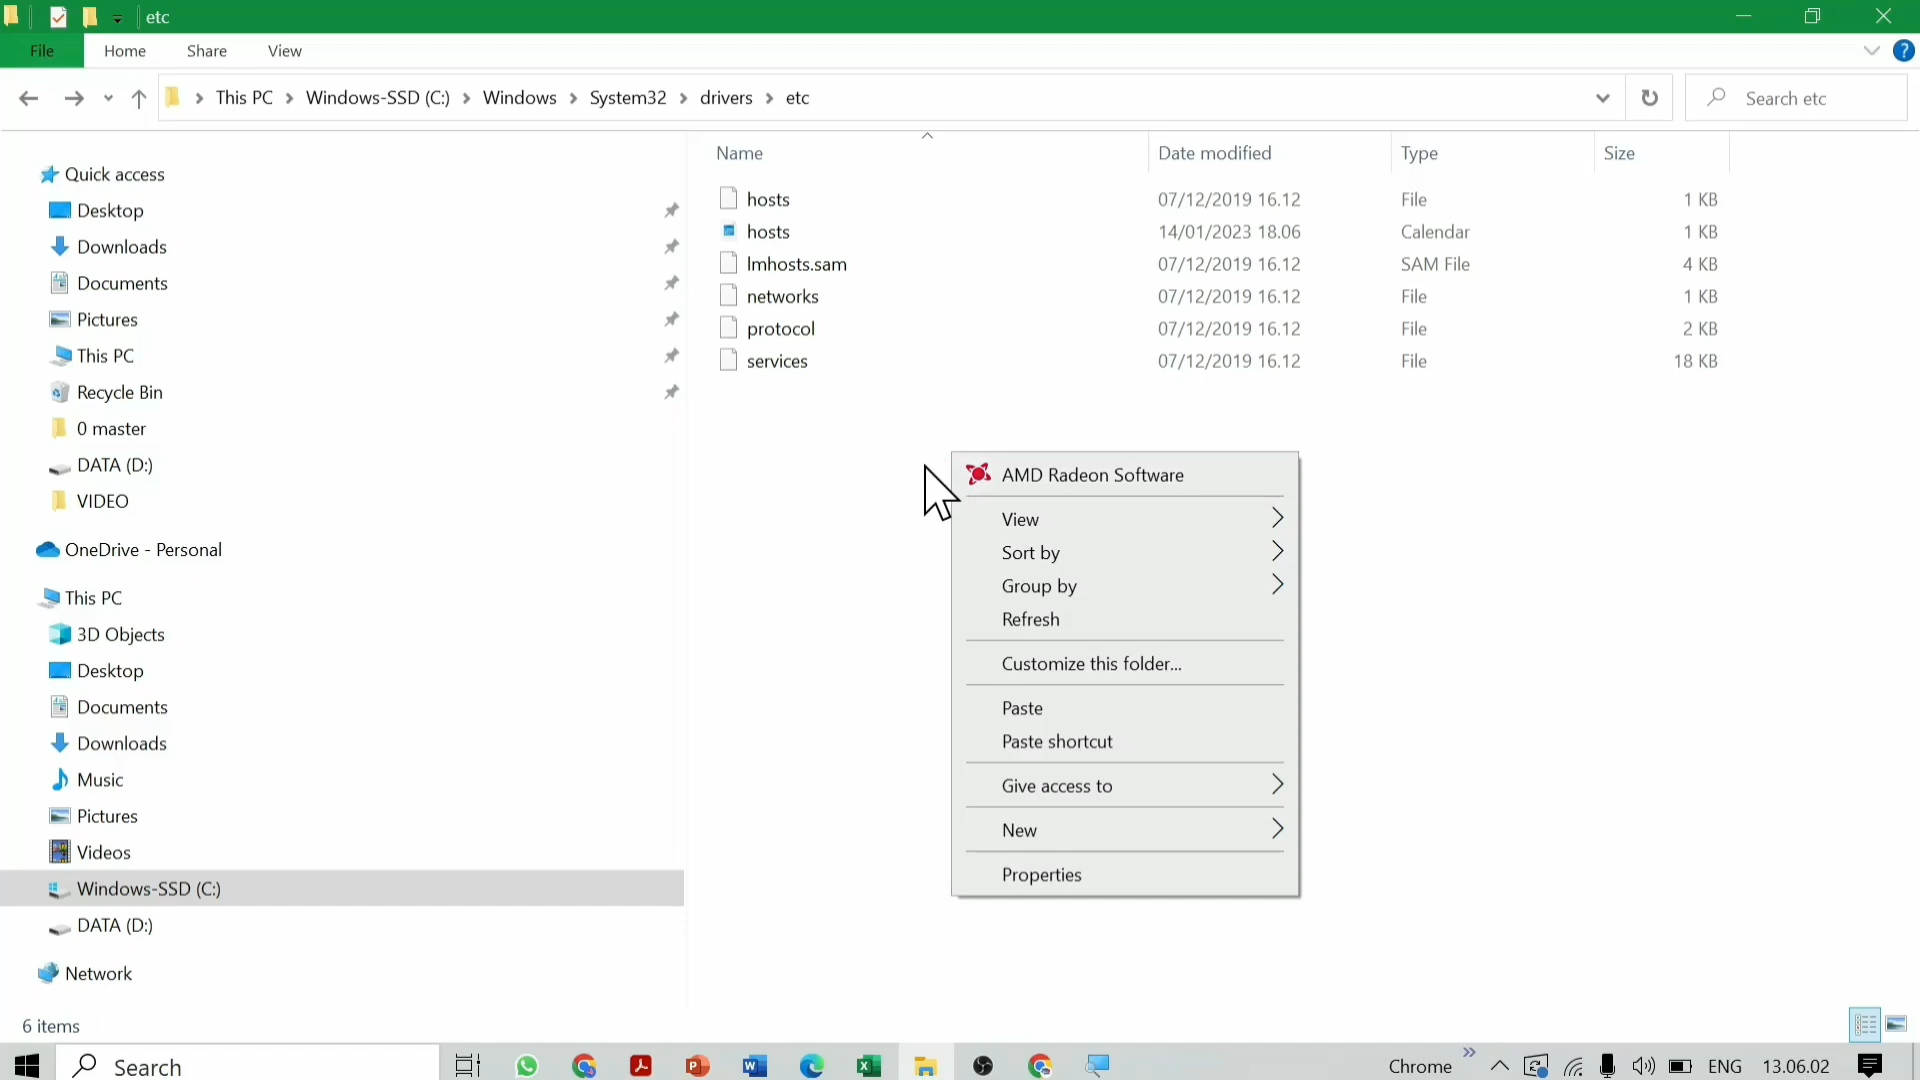 etc
File Home Share View
This PC Windows-SSD (C:) Windows System32 drivers etc Search etc
Quick access
Desktop
Downloads
Documents
Pictures
This PC
Recycle Bin
0 master
DATA (D:)
VIDEO
OneDrive - Personal
This PC
3D Objects
Desktop
Documents
Downloads
Music
Pictures
Videos
Windows-SSD (C:)
DATA (D:)
Network
Name Date modified Type Size
hosts 07/12/2019 16.12 File 1 KB
hosts 14/01/2023 18.06 Calendar 1 KB
lmhosts.sam 07/12/2019 16.12 SAM File 4 KB
networks 07/12/2019 16.12 File 1 KB
protocol 07/12/2019 16.12 File 2 KB
services 07/12/2019 16.12 File 18 KB
AMD Radeon Software
View
Sort by
Group by
Refresh
Customize this folder...
Paste
Paste shortcut
Give access to
New
Properties
6 items
Search Chrome ENG 13.06.02